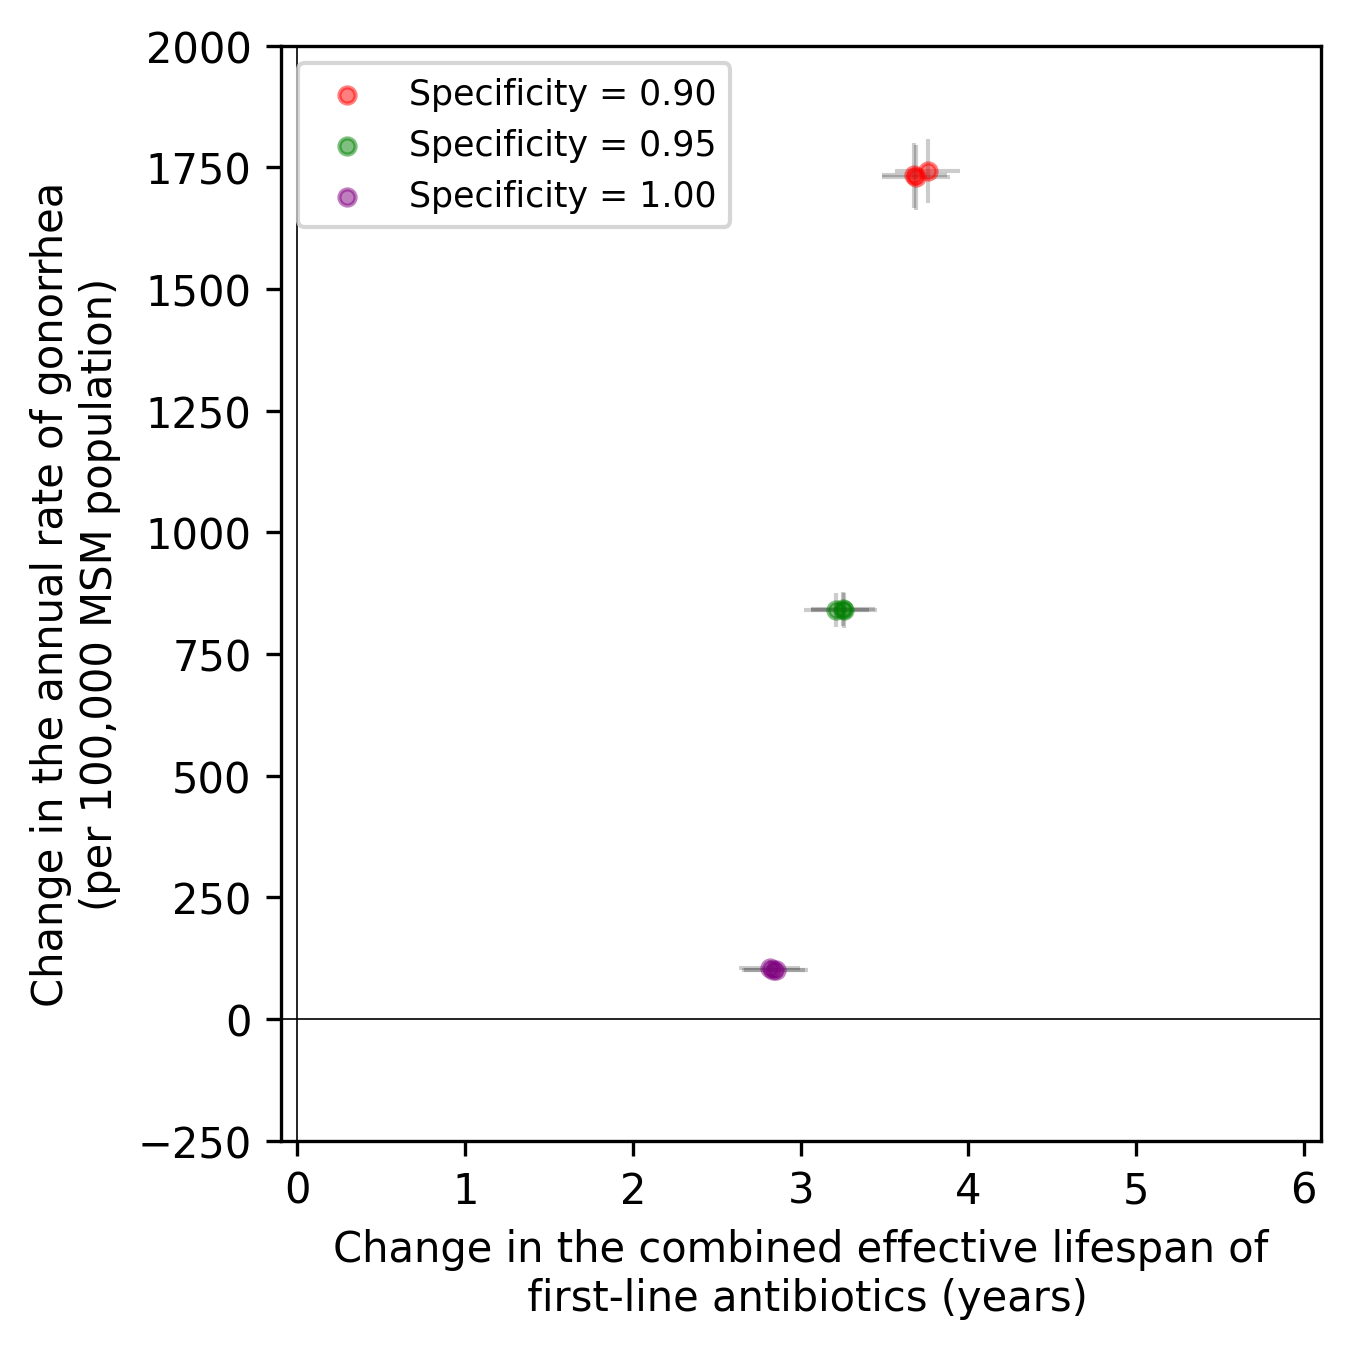 2000
1750
1500
1250
1000
750
500
250
0
−250
Change in the annual rate of gonorrhea
(per 100,000 MSM population)
Specificity = 0.90
Specificity = 0.95
Specificity = 1.00
0 1 2 3 4 5 6
Change in the combined effective lifespan of
first-line antibiotics (years)